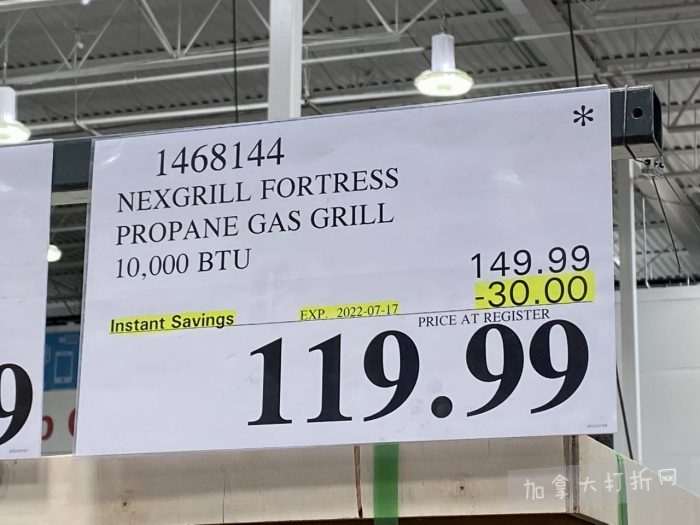 *
1468144
NEXGRILL FORTRESS
PROPANE GAS GRILL
10,000 BTU
149.99
-30.00
Instant Savings EXP. 2022-07-17 PRICE AT REGISTER
119.99
9
加拿大打折网